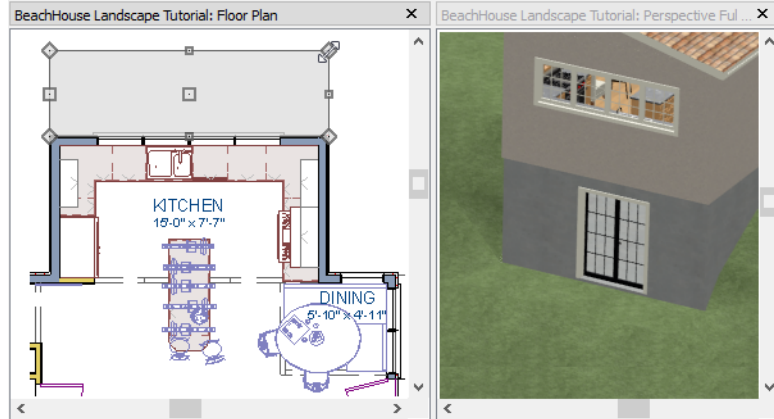 BeachHouse Landscape Tutorial: Floor Plan
BeachHouse Landscape Tutorial: Perspective Ful ...
KITCHEN
15'-0" x 7'-7"
DINING
5'-10" x 4'-11"